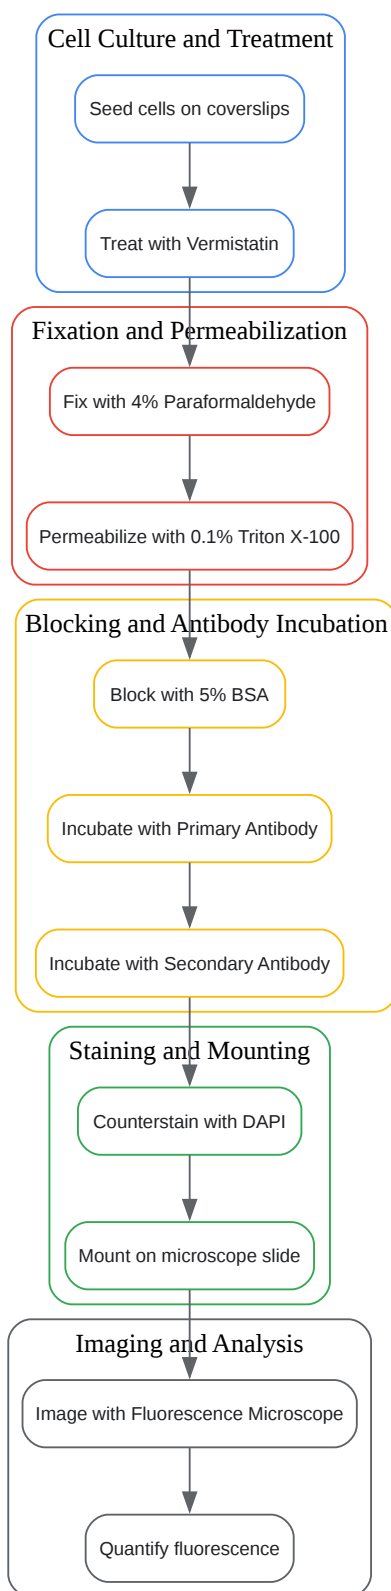 Cell Culture and Treatment
Seed cells on coverslips
Treat with Vermistatin
Fixation and Permeabilization
Fix with 4% Paraformaldehyde
Permeabilize with 0.1% Triton X-100
Blocking and Antibody Incubation
Block with 5% BSA
Incubate with Primary Antibody
Incubate with Secondary Antibody
Staining and Mounting
Counterstain with DAPI
Mount on microscope slide
Imaging and Analysis
Image with Fluorescence Microscope
Quantify fluorescence